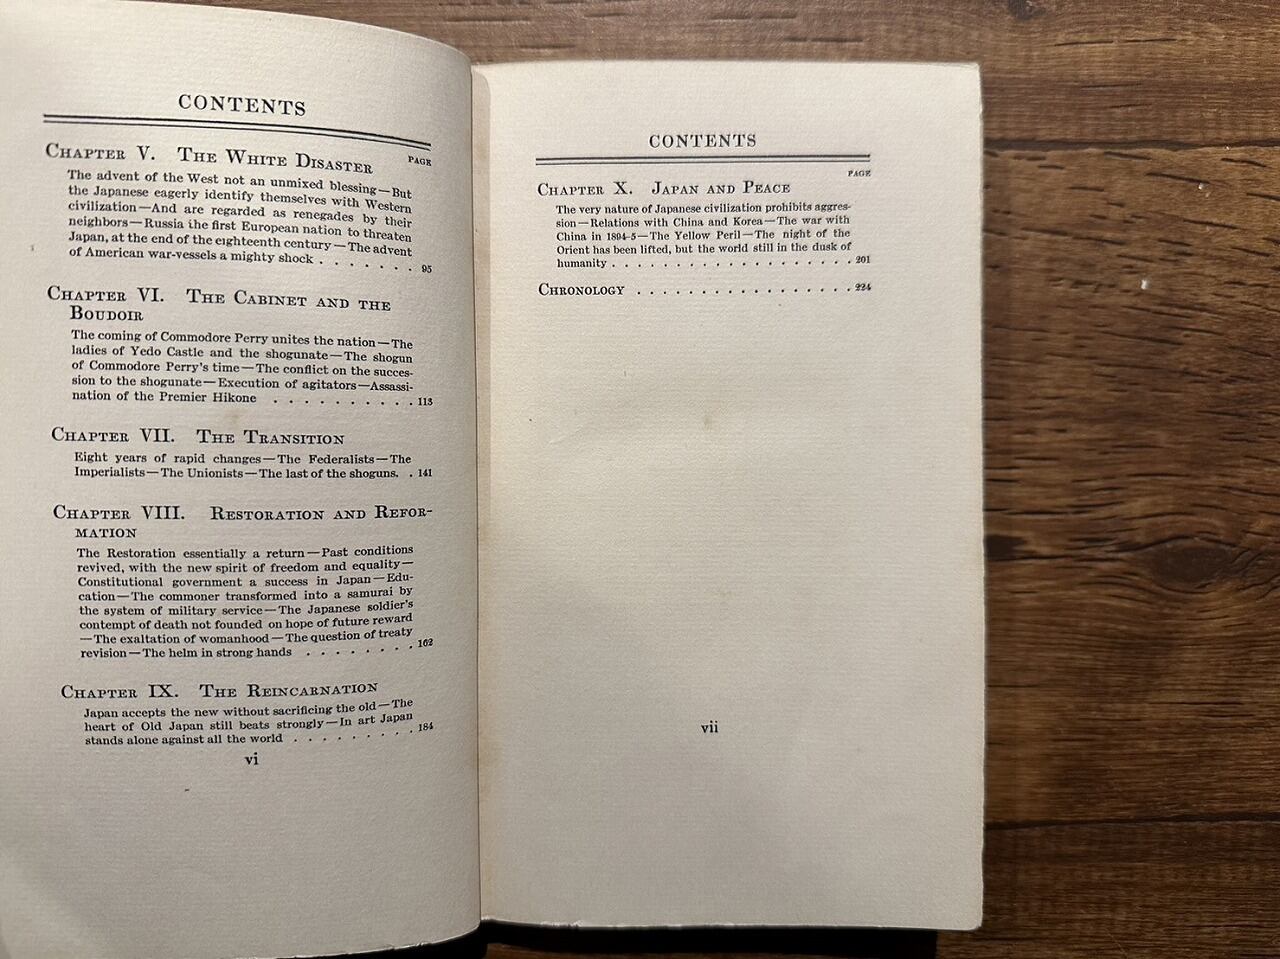 CONTENTS
PAGE
CHAPTER V. THE WHITE DISASTER
The advent of the West not an unmixed blessing—But
the Japanese eagerly identify themselves with Western
civilization—And are regarded as renegades by their
neighbors—Russia the first European nation to threaten
Japan, at the end of the eighteenth century—The advent
of American war-vessels a mighty shock . . . . . . . 95
CHAPTER VI. THE CABINET AND THE
BOUDOIR
The coming of Commodore Perry unites the nation—The
ladies of Yedo Castle and the shogunate—The shogun
of Commodore Perry's time—The conflict on the succes-
sion to the shogunate—Execution of agitators—Assassi-
nation of the Premier Hikone . . . . . . . . . . 113
CHAPTER VII. THE TRANSITION
Eight years of rapid changes—The Federalists—The
Imperialists—The Unionists—The last of the shoguns. . 141
CHAPTER VIII. RESTORATION AND REFOR-
MATION
The Restoration essentially a return—Past conditions
revived, with the new spirit of freedom and equality—
Constitutional government a success in Japan—Edu-
cation—The commoner transformed into a samurai by
the system of military service—The Japanese soldier's
contempt of death not founded on hope of future reward
—The exaltation of womanhood—The question of treaty
revision—The helm in strong hands . . . . . . . . 162
CHAPTER IX. THE REINCARNATION
Japan accepts the new without sacrificing the old—The
heart of Old Japan still beats strongly—In art Japan
stands alone against all the world . . . . . . . . . 184
vi
CONTENTS
PAGE
CHAPTER X. JAPAN AND PEACE
The very nature of Japanese civilization prohibits aggres-
sion—Relations with China and Korea—The war with
China in 1894-5—The Yellow Peril—The night of the
Orient has been lifted, but the world still in the dusk of
humanity . . . . . . . . . . . . . . . . . . . . 201
CHRONOLOGY . . . . . . . . . . . . . . . . . 224
vii